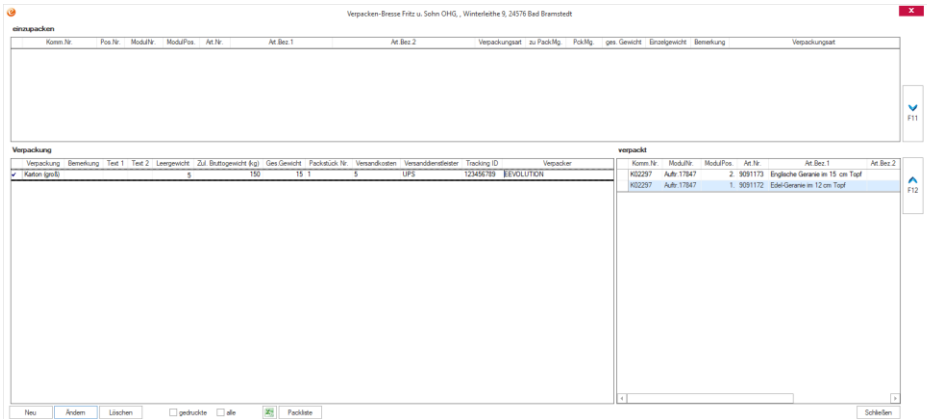 Verpacken-Bresse Fritz u. Sohn OHG, , Winterleithe 9, 24576 Bad Bramstedt
x
einzupacken
Komm.Nr. Pos.Nr. ModulNr. ModulPos. Art.Nr. Art.Bez.1 Art.Bez.2 Verpackungsart zu PackMg. PckMg. ges. Gewicht Einzelgewicht Bemerkung Verpackungsart
F11
Verpackung
Verpackung Bemerkung Text 1 Text 2 Leergewicht Zul. Bruttogewicht (kg) Ges.Gewicht Packstück Nr. Versandkosten Versanddienstleister Tracking ID Verpacker
Karton (groß) 5 150 15 1 5 UPS 123456789 EEVOLUTION
verpackt
Komm.Nr. ModulNr. ModulPos. Art.Nr. Art.Bez.1 Art.Bez.2
K02297 Auftr.17847 2. 9091173 Englische Geranie im 15 cm Topf
K02297 Auftr.17847 1. 9091172 Edel-Geranie im 12 cm Topf
F12
Neu Ändern Löschen gedruckte alle Packliste Schließen